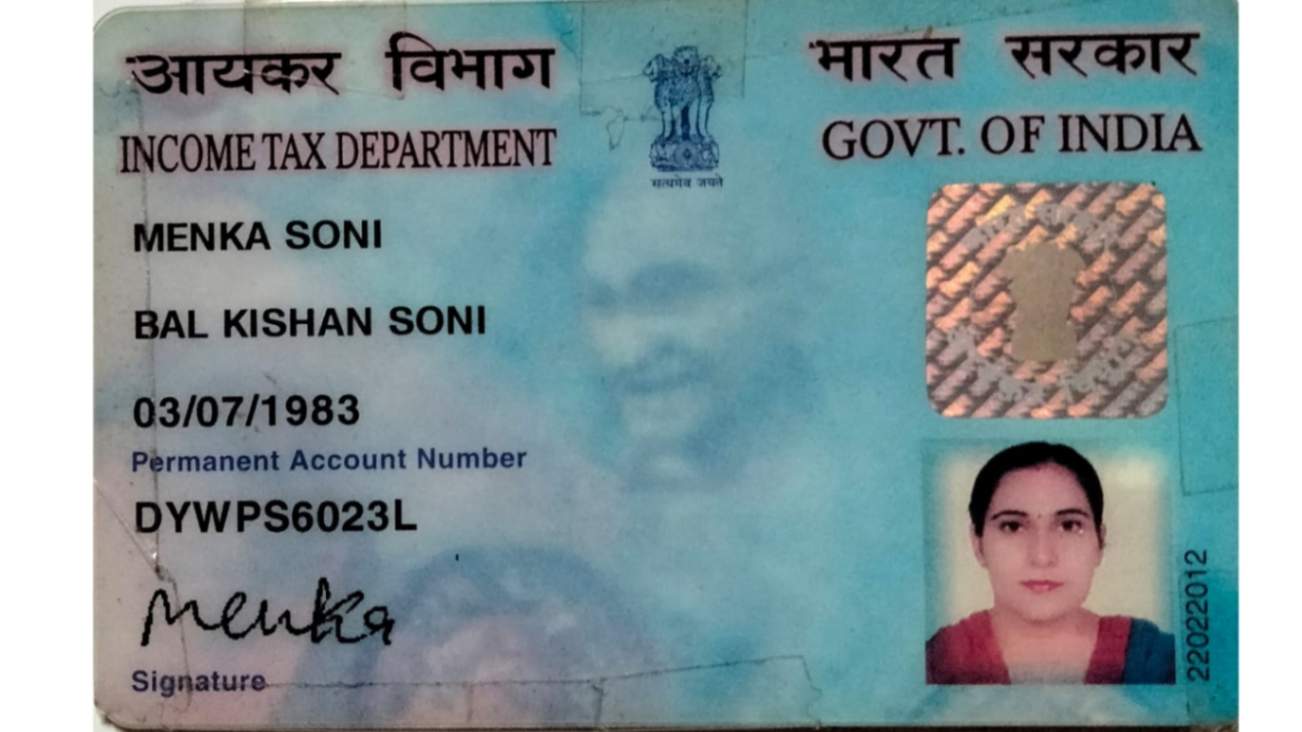 आयकर विभाग
भारत सरकार
INCOME TAX DEPARTMENT
GOVT. OF INDIA
सत्यमेव जयते
MENKA SONI
BAL KISHAN SONI
03/07/1983
Permanent Account Number
DYWPS6023L
Menka
Signature
22022012